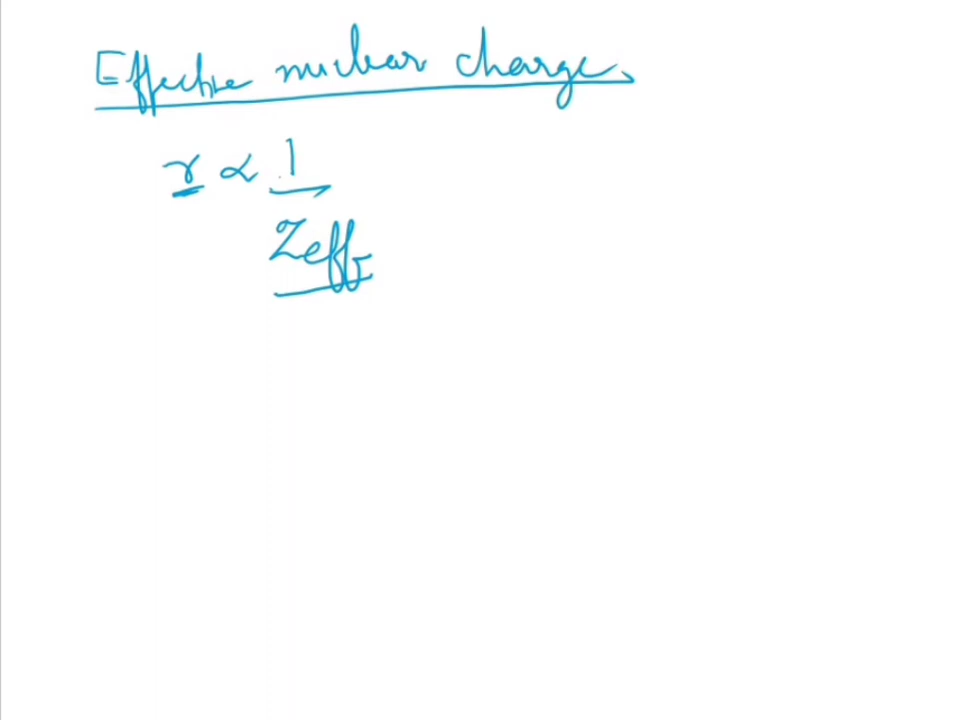 Effective nuclear charge,
r ∝ 1
Zeff